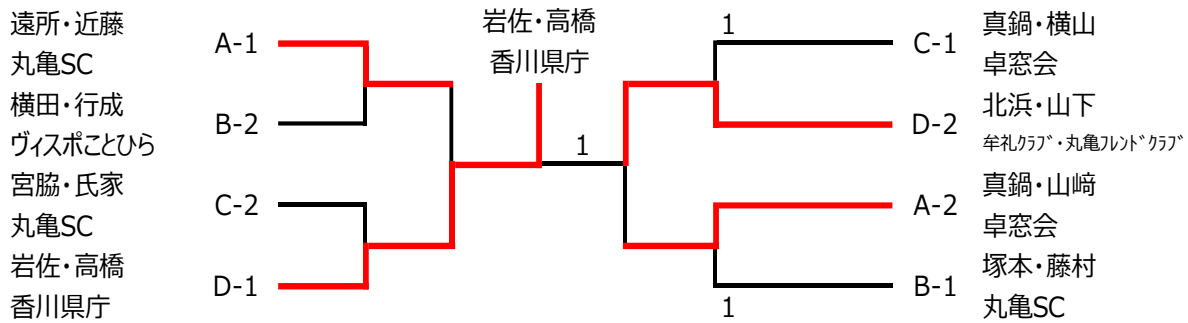 遠所・近藤
丸亀SC
A-1
横田・行成
ヴィスポことひら
B-2
宮脇・氏家
丸亀SC
C-2
岩佐・高橋
香川県庁
D-1
岩佐・高橋
香川県庁
1
1
真鍋・横山
卓窓会
C-1
北浜・山下
牟礼クラブ・丸亀フレンドクラブ
D-2
真鍋・山﨑
卓窓会
A-2
塚本・藤村
丸亀SC
B-1
1